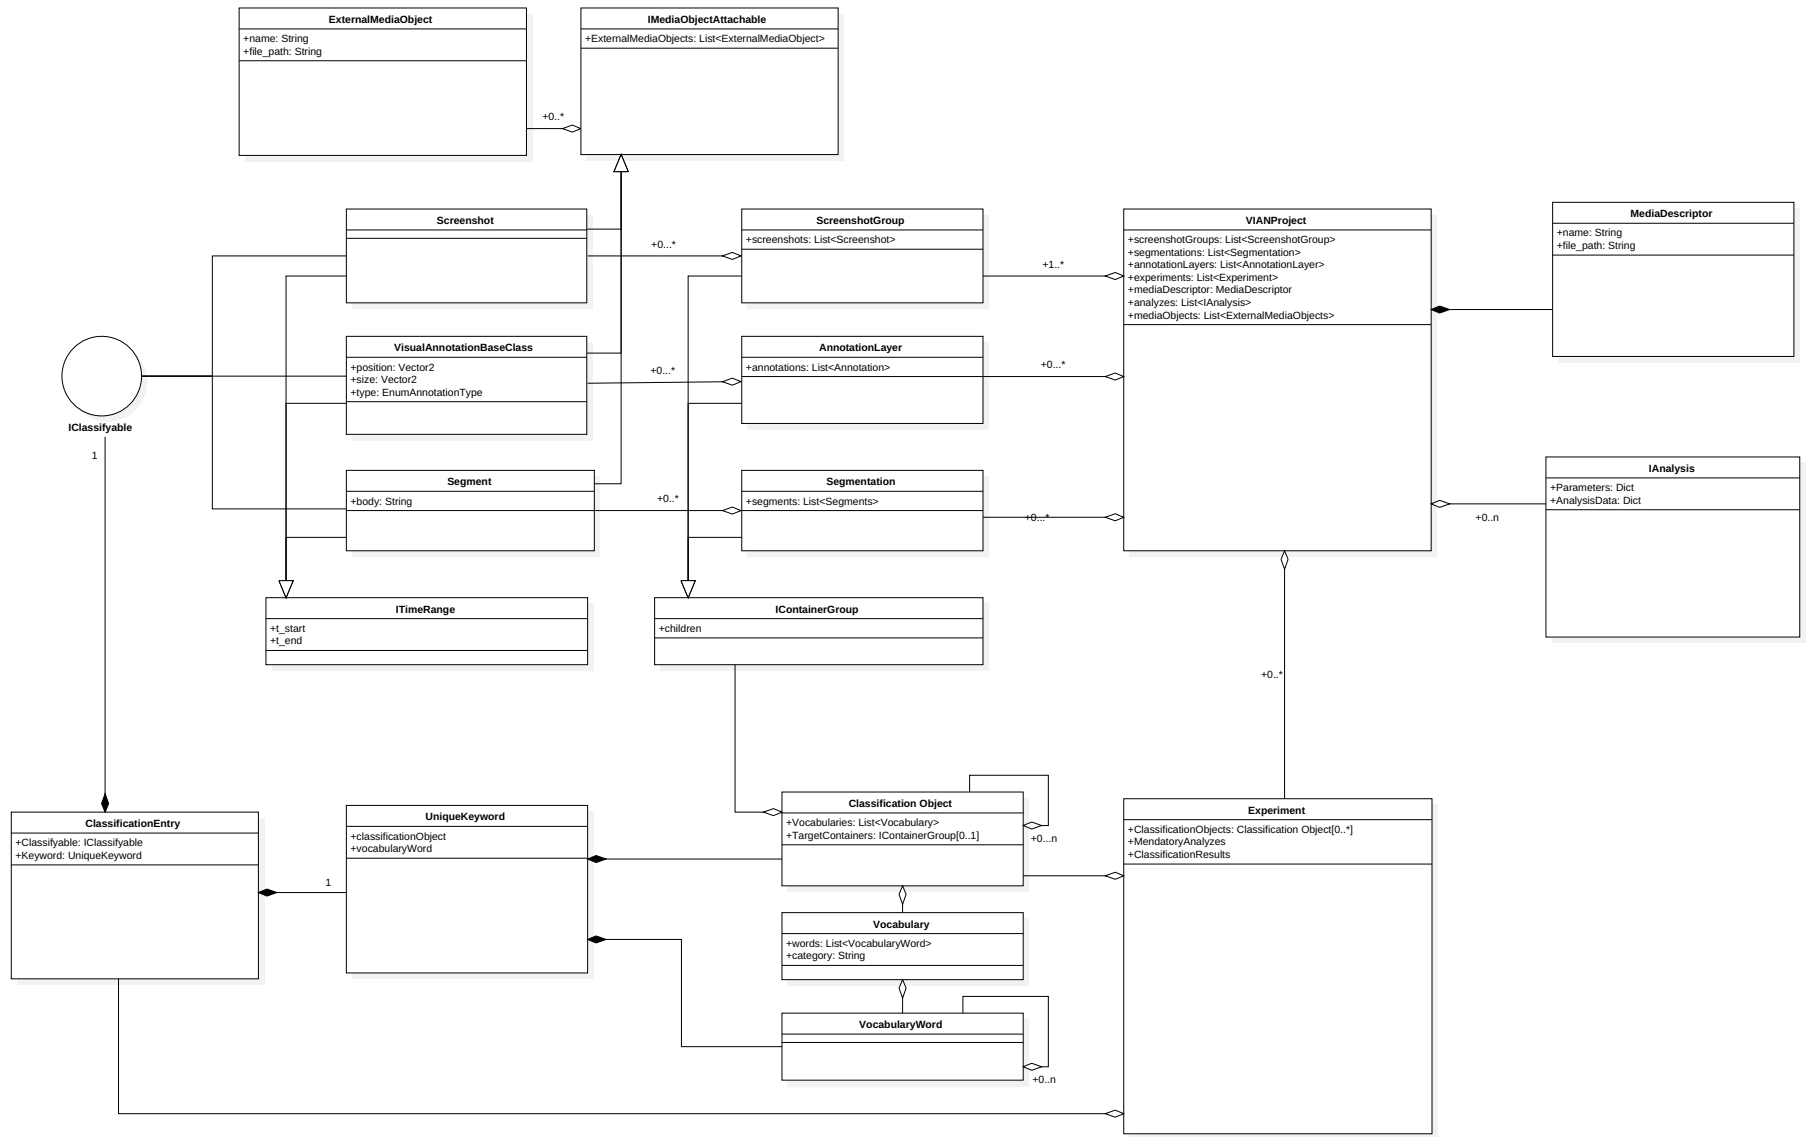 ExternalMediaObject
+name: String
+file_path: String
IMediaObjectAttachable
+ExternalMediaObjects: List<ExternalMediaObject>
+0..*
Screenshot
+0...*
ScreenshotGroup
+screenshots: List<Screenshot>
+1..*
VIANProject
+screenshotGroups: List<ScreenshotGroup>
+segmentations: List<Segmentation>
+annotationLayers: List<AnnotationLayer>
+experiments: List<Experiment>
+mediaDescriptor: MediaDescriptor
+analyzes: List<IAnalysis>
+mediaObjects: List<ExternalMediaObjects>
MediaDescriptor
+name: String
+file_path: String
IClassifyable
1
VisualAnnotationBaseClass
+position: Vector2
+size: Vector2
+type: EnumAnnotationType
+0...*
AnnotationLayer
+annotations: List<Annotation>
+0...*
Segment
+body: String
+0..*
Segmentation
+segments: List<Segments>
+0...*
IAnalysis
+Parameters: Dict
+AnalysisData: Dict
+0..n
ITimeRange
+t_start
+t_end
IContainerGroup
+children
+0..*
ClassificationEntry
+Classifyable: IClassifyable
+Keyword: UniqueKeyword
1
UniqueKeyword
+classificationObject
+vocabularyWord
Classification Object
+Vocabularies: List<Vocabulary>
+TargetContainers: IContainerGroup[0..1]
+0...n
Experiment
+ClassificationObjects: Classification Object[0..*]
+MendatoryAnalyzes
+ClassificationResults
Vocabulary
+words: List<VocabularyWord>
+category: String
VocabularyWord
+0..n